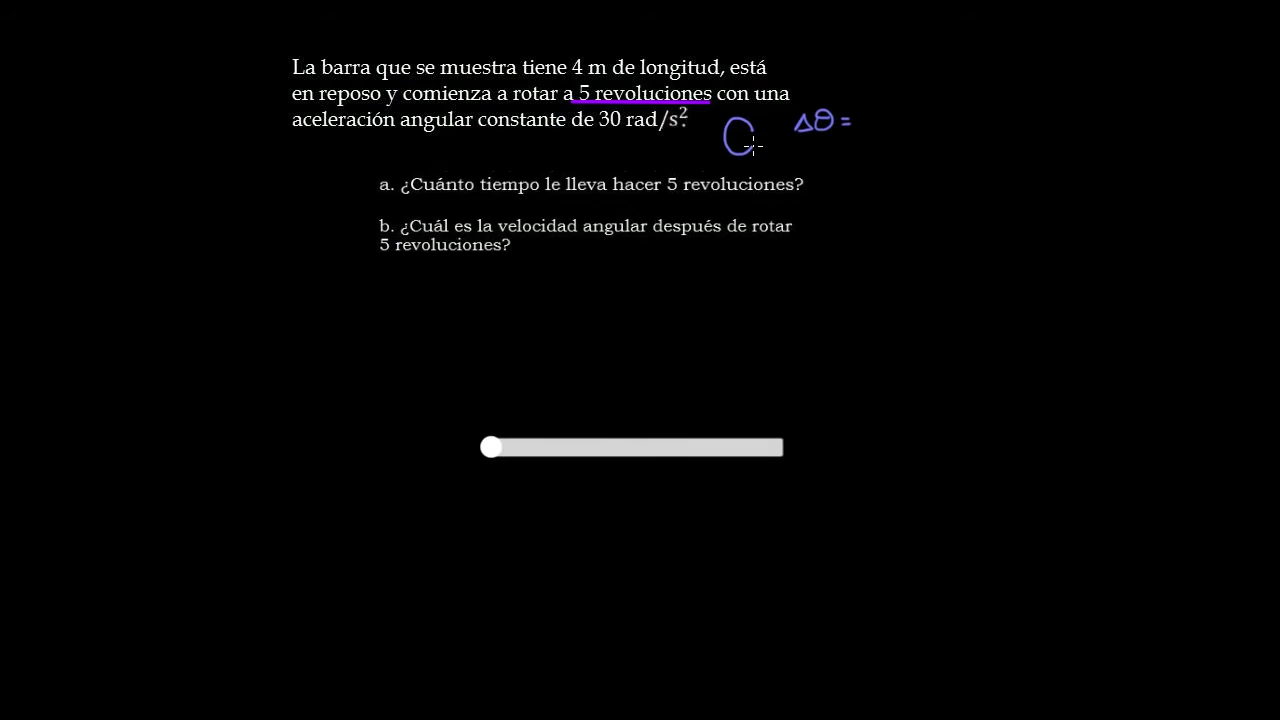 La barra que se muestra tiene 4 m de longitud, está
en reposo y comienza a rotar a 5 revoluciones con una
aceleración angular constante de 30 rad/s².
Δθ =
a. ¿Cuánto tiempo le lleva hacer 5 revoluciones?
b. ¿Cuál es la velocidad angular después de rotar
5 revoluciones?